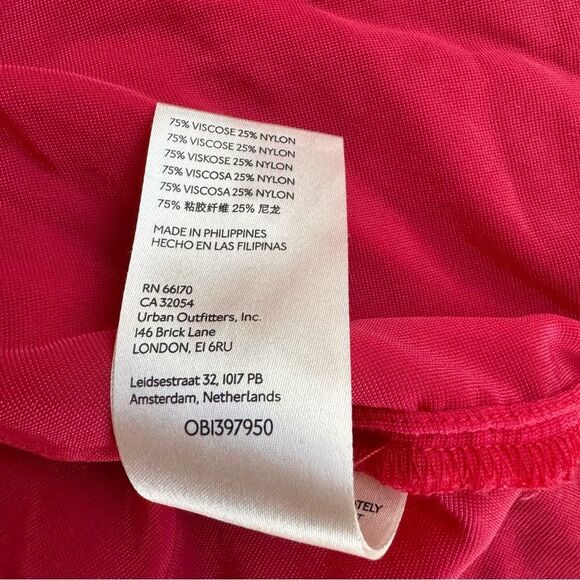 75% VISCOSE 25% NYLON
75% VISCOSE 25% NYLON
75% VISKOSE 25% NYLON
75% VISCOSA 25% NYLON
75% VISCOSA 25% NYLON
75% 粘胶纤维 25% 尼龙
MADE IN PHILIPPINES
HECHO EN LAS FILIPINAS
RN 66170
CA 32054
Urban Outfitters, Inc.
146 Brick Lane
LONDON, E1 6RU
Leidsestraat 32, 1017 PB
Amsterdam, Netherlands
OB1397950